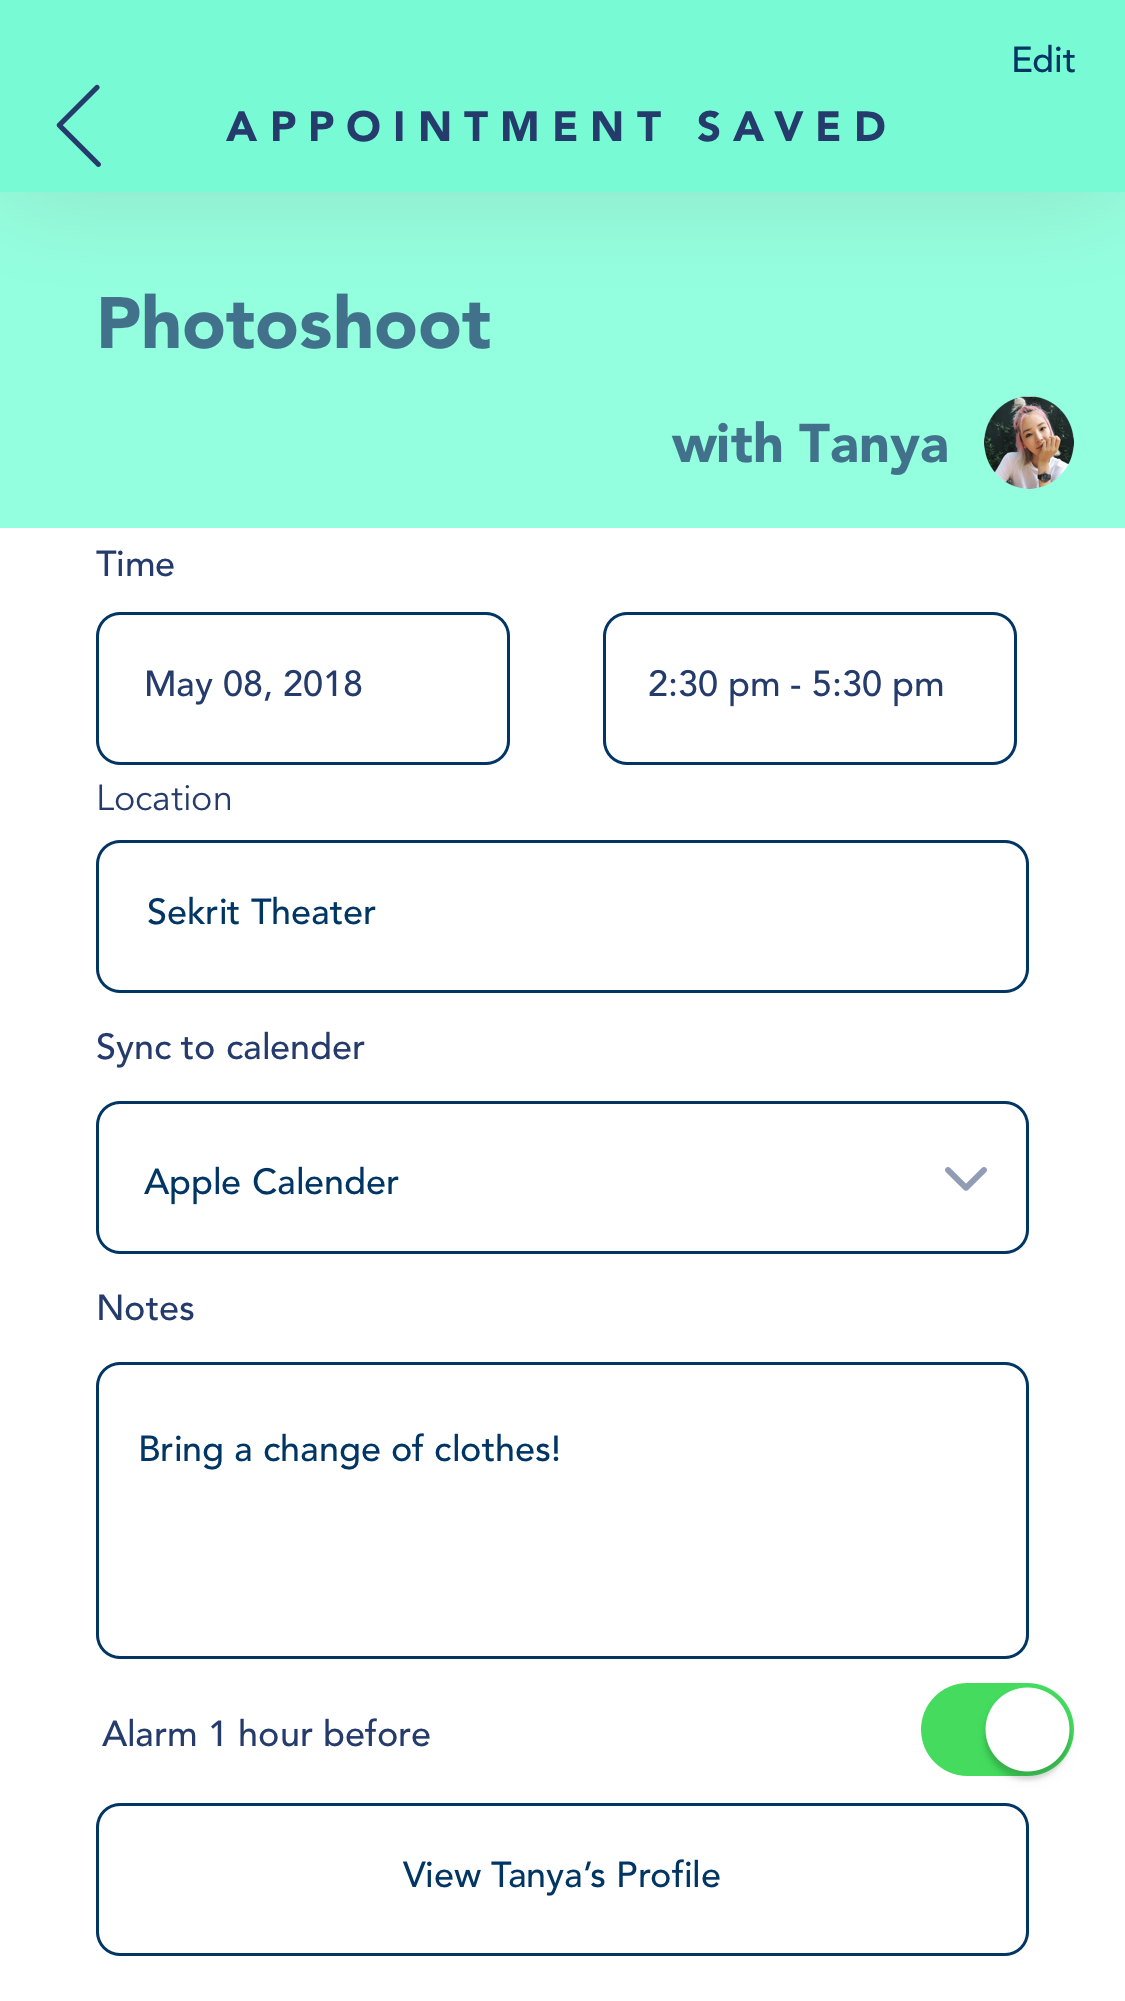 Edit
APPOINTMENT SAVED
Photoshoot
with Tanya
Time
May 08, 2018
2:30 pm - 5:30 pm
Location
Sekrit Theater
Sync to calender
Apple Calender
Notes
Bring a change of clothes!
Alarm 1 hour before
View Tanya’s Profile